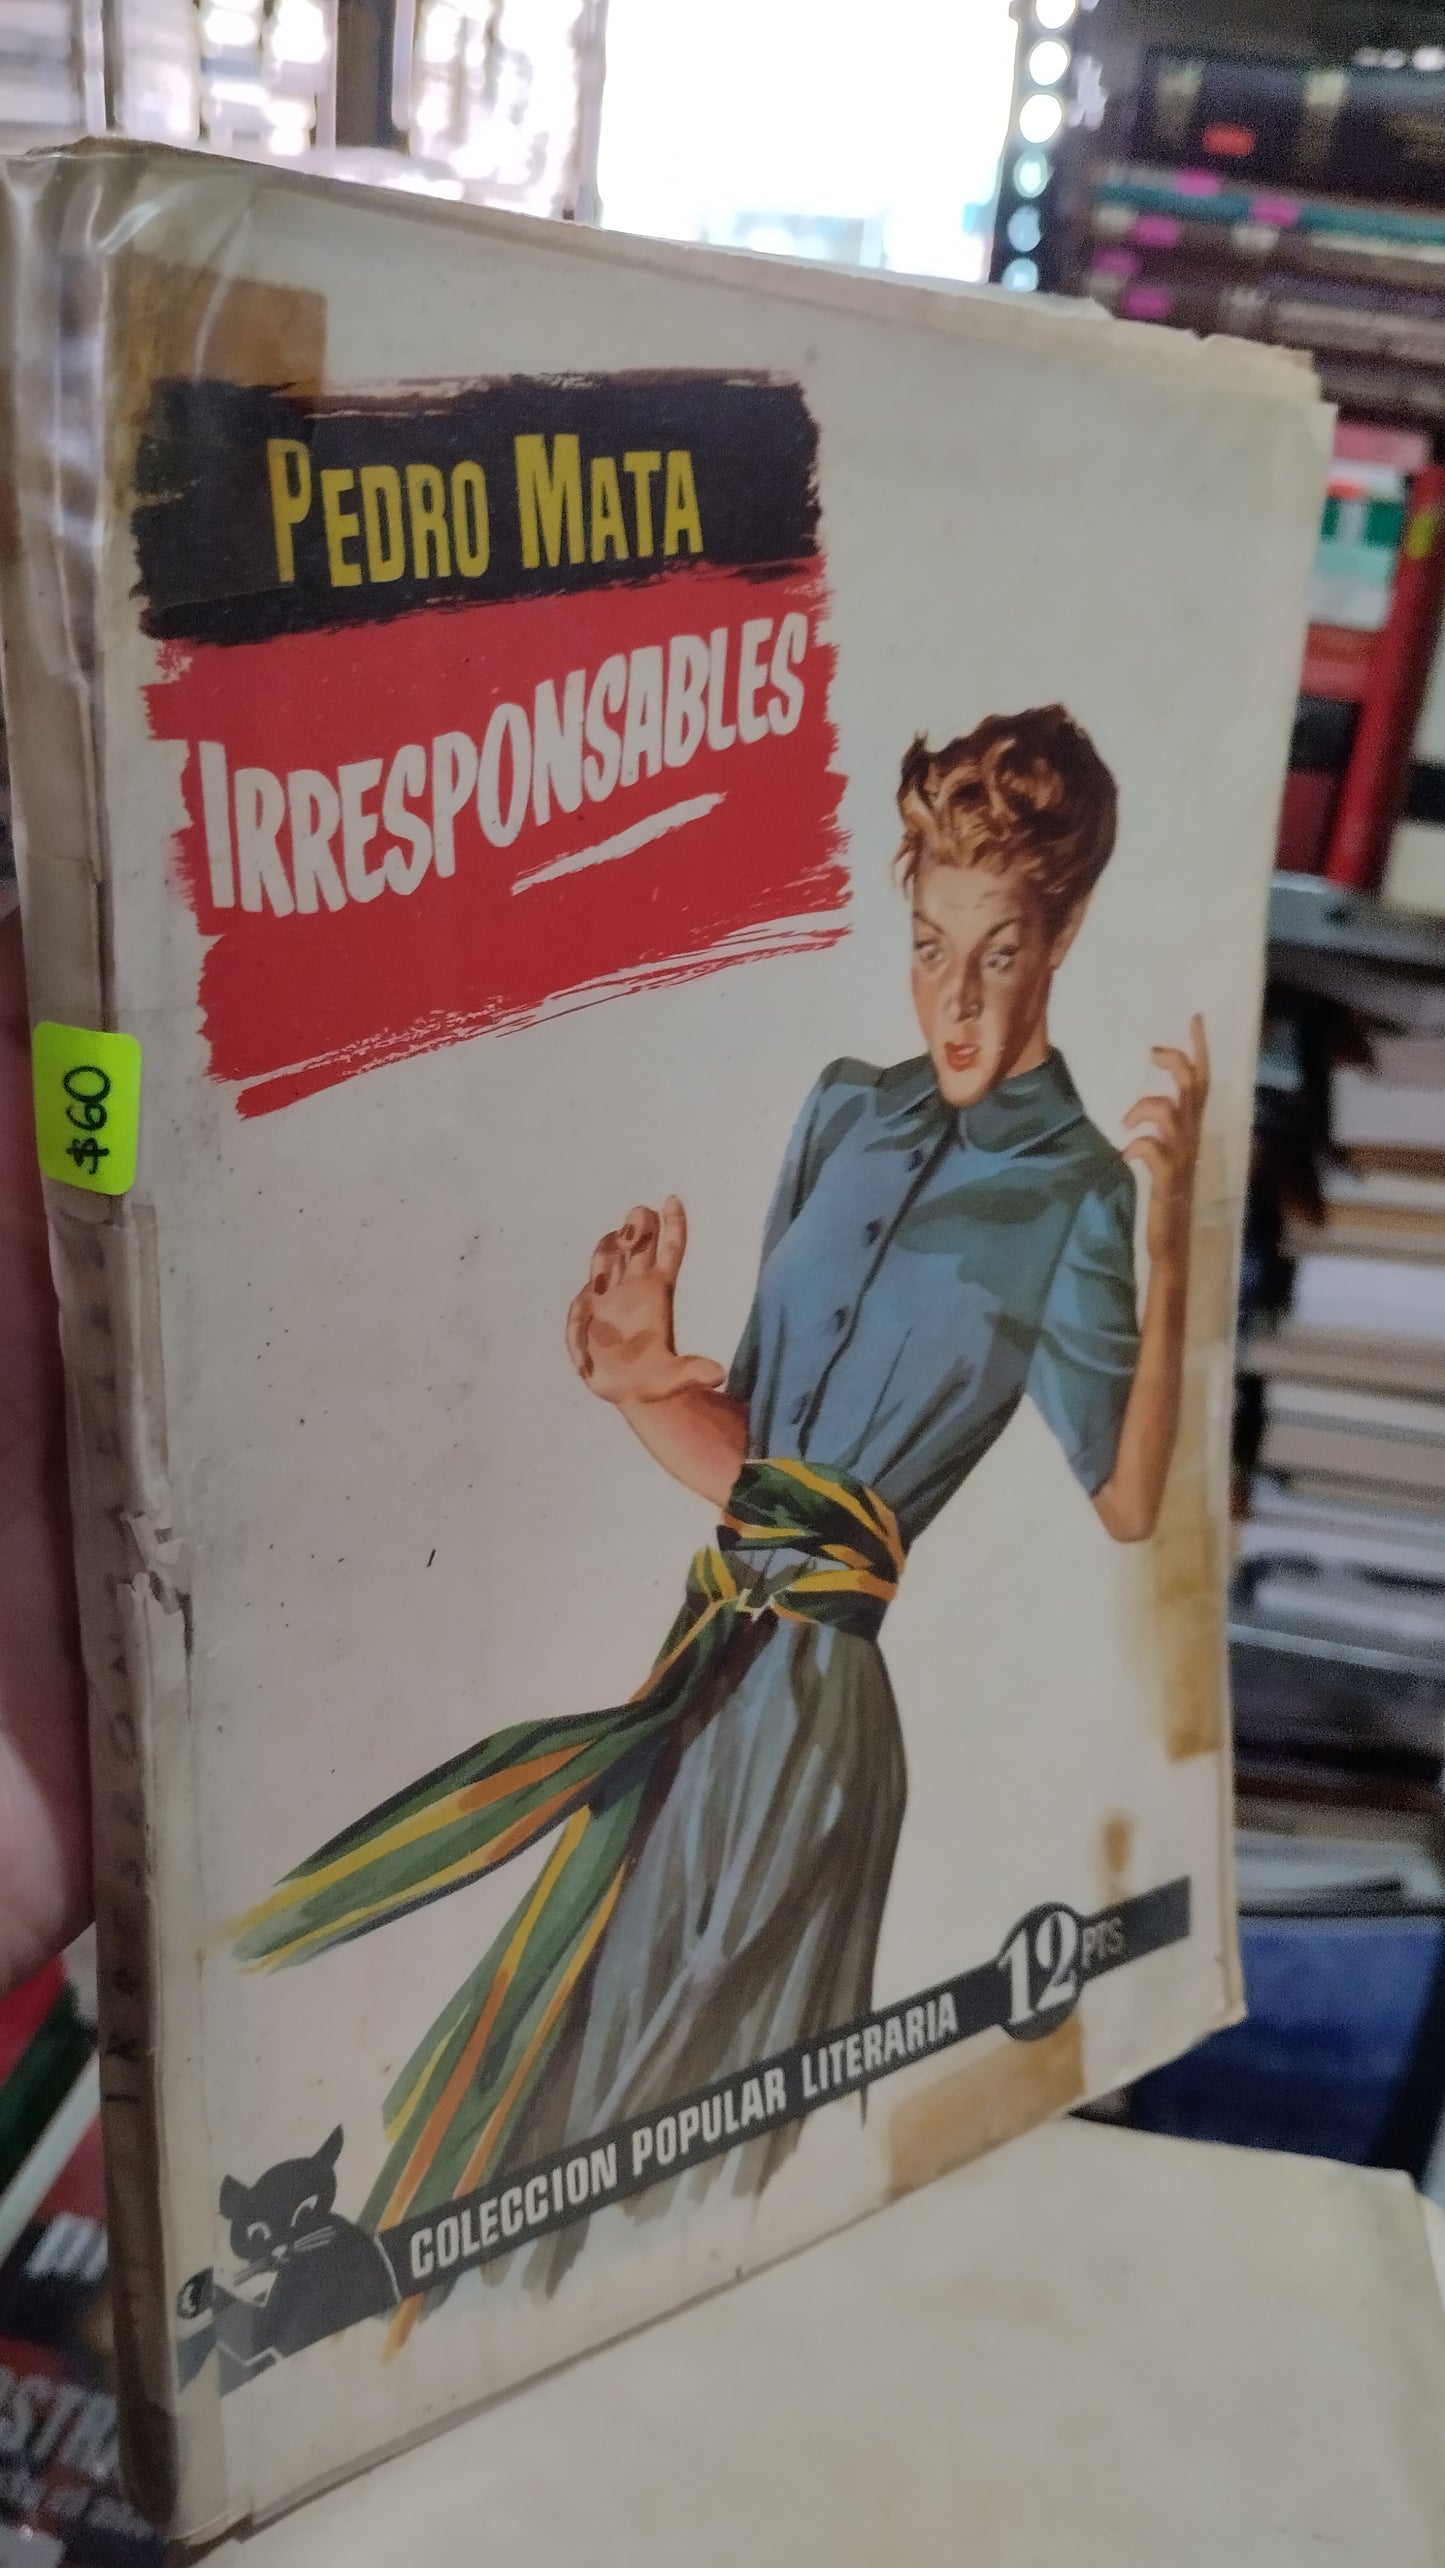 PEDRO MATA
IRRESPONSABLES
$60
COLECCION POPULAR LITERARIA 12 PTS.